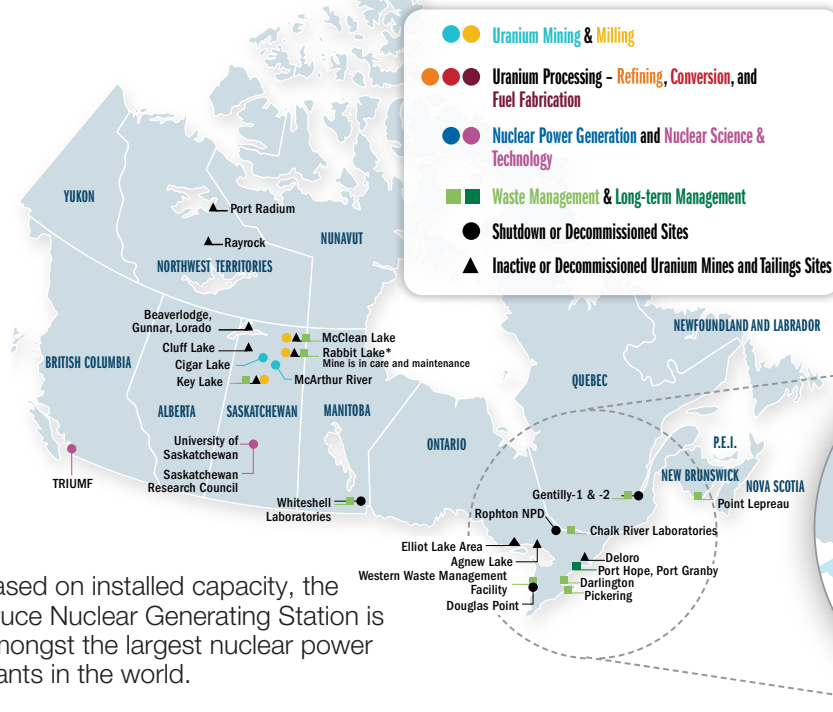 Uranium Mining & Milling
Uranium Processing – Refining, Conversion, and
Fuel Fabrication
Nuclear Power Generation and Nuclear Science &
Technology
Waste Management & Long-term Management
Shutdown or Decommissioned Sites
Inactive or Decommissioned Uranium Mines and Tailings Sites
YUKON
Port Radium
Rayrock
NUNAVUT
NORTHWEST TERRITORIES
Beaverlodge,
Gunnar, Lorado
McClean Lake
Cluff Lake
Rabbit Lake*
Mine is in care and maintenance
Cigar Lake
Key Lake
McArthur River
BRITISH COLUMBIA
ALBERTA
SASKATCHEWAN
MANITOBA
ONTARIO
QUEBEC
NEWFOUNDLAND AND LABRADOR
P.E.I.
NEW BRUNSWICK
NOVA SCOTIA
University of
Saskatchewan
Saskatchewan
Research Council
TRIUMF
Whiteshell
Laboratories
Gentilly-1 & -2
Point Lepreau
Rophton NPD
Chalk River Laboratories
Elliot Lake Area
Agnew Lake
Deloro
Port Hope, Port Granby
Western Waste Management
Facility
Darlington
Pickering
Douglas Point
ased on installed capacity, the
ruce Nuclear Generating Station is
mongst the largest nuclear power
ants in the world.